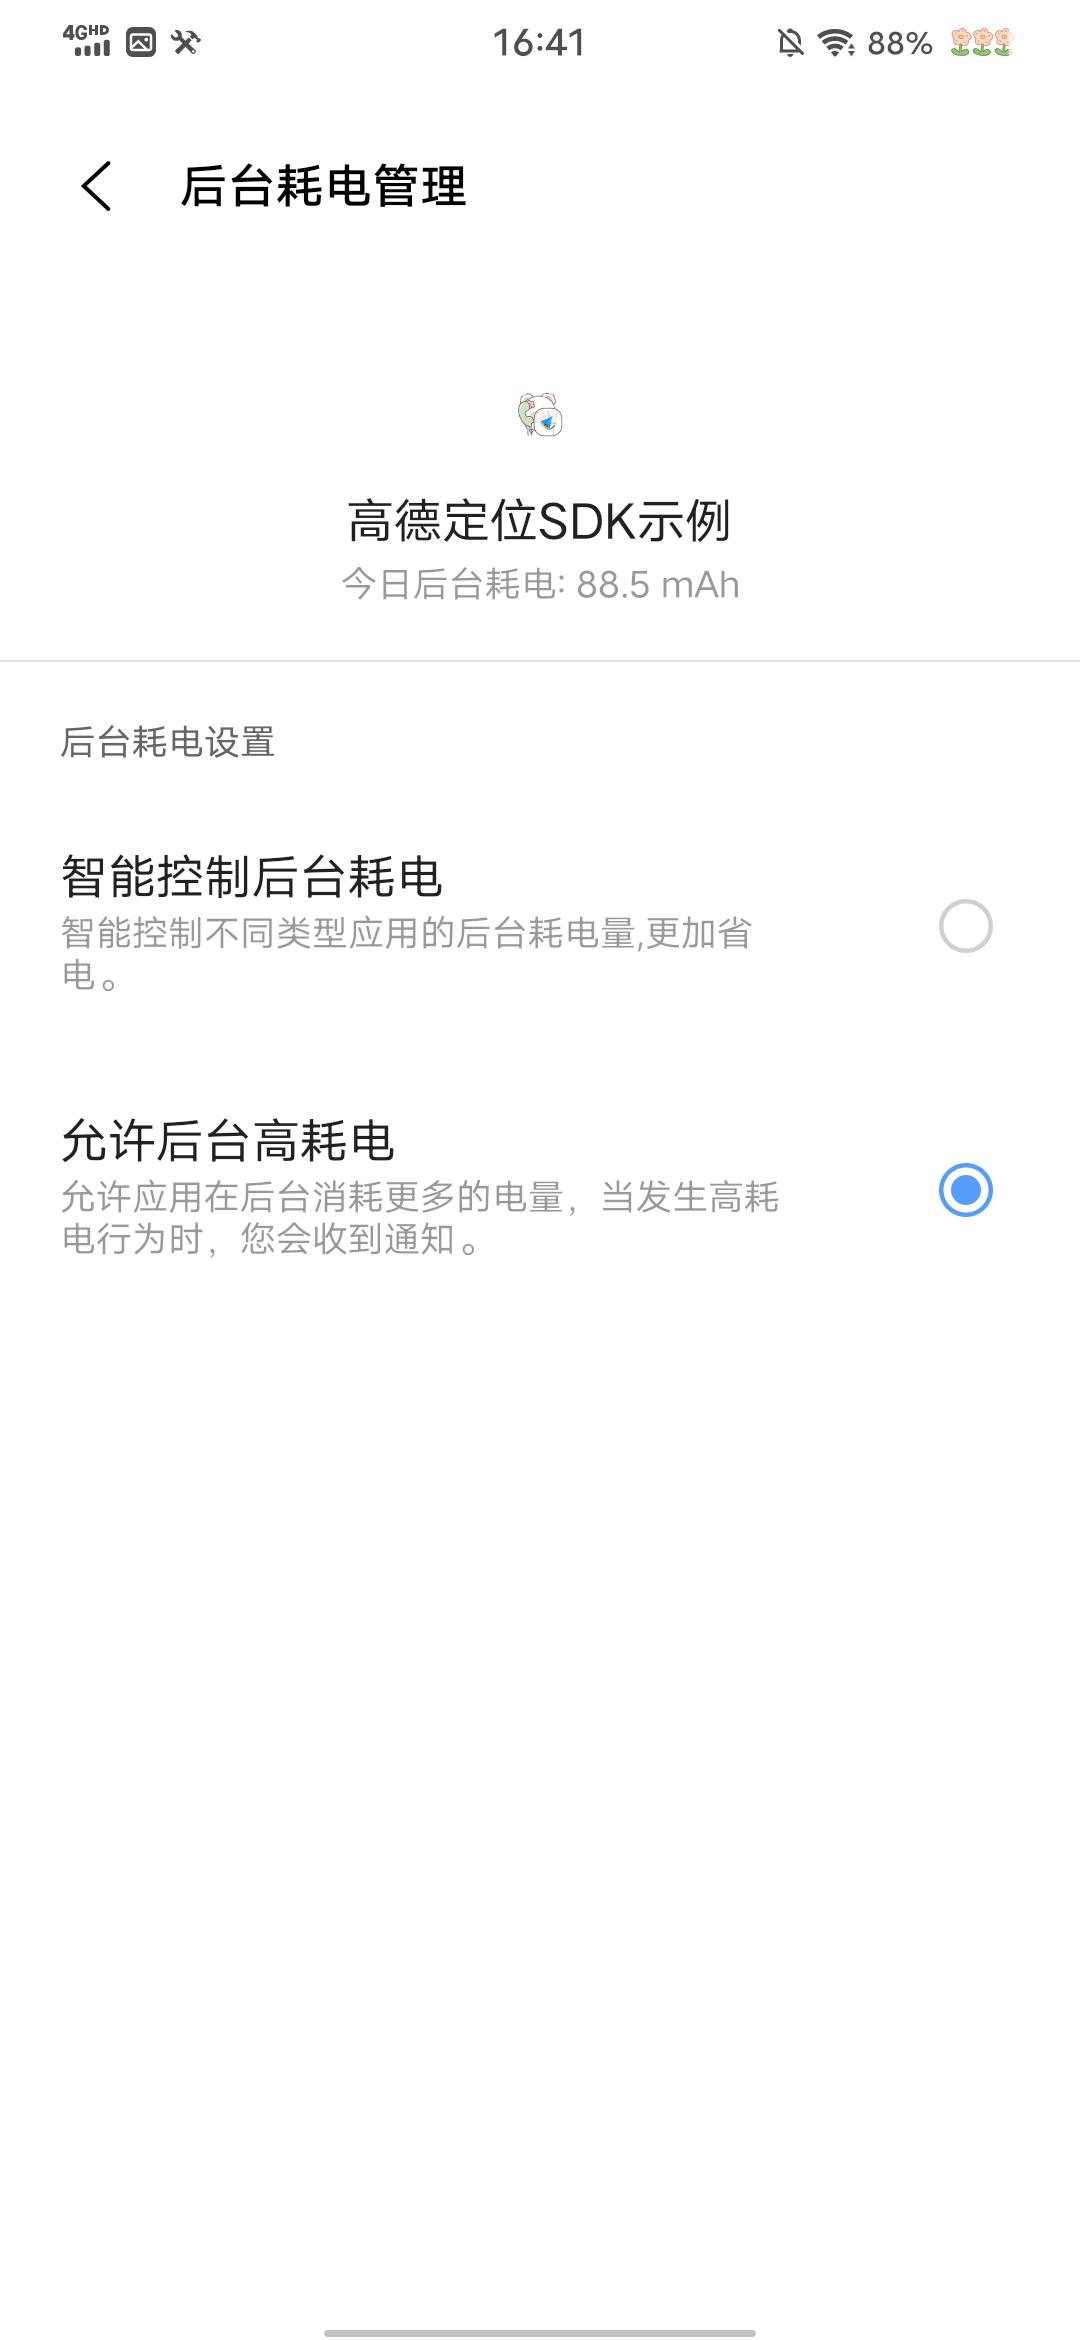 4GHD
16:41
88%
后台耗电管理
高德定位SDK示例
今日后台耗电: 88.5 mAh
后台耗电设置
智能控制后台耗电
智能控制不同类型应用的后台耗电量,更加省
电。
允许后台高耗电
允许应用在后台消耗更多的电量，当发生高耗
电行为时，您会收到通知。